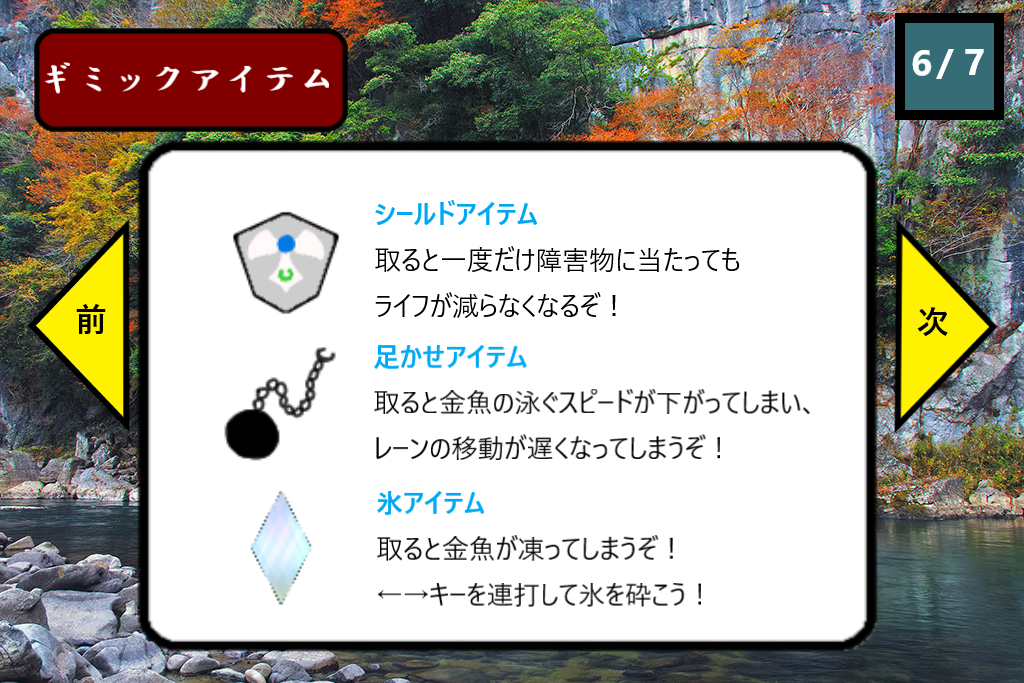 ギミックアイテム
6/7
シールドアイテム
取ると一度だけ障害物に当たっても
ライフが減らなくなるぞ！
足かせアイテム
取ると金魚の泳ぐスピードが下がってしまい、
レーンの移動が遅くなってしまうぞ！
氷アイテム
取ると金魚が凍ってしまうぞ！
←→キーを連打して氷を砕こう！
前
次